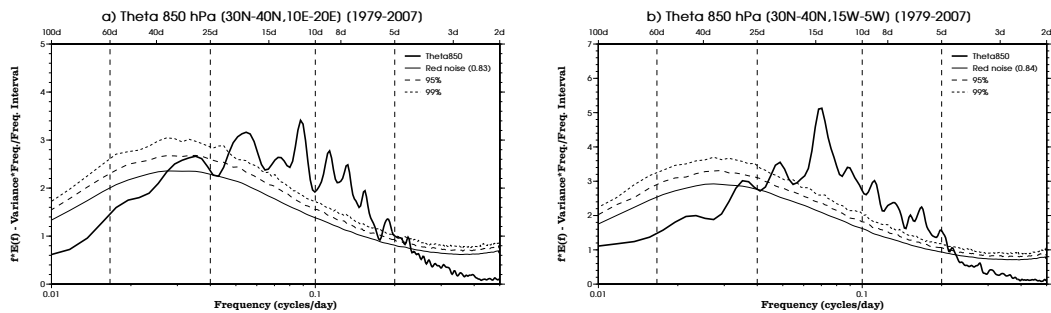 a) Theta 850 hPa [30N-40N,10E-20E] [1979-2007]
100d 60d 40d 25d 15d 10d 8d 5d 3d 2d
5
4
3
2
1
0
f*E(f) - Variance*Freq./Freq. Interval
Theta850
Red noise (0.83)
95%
99%
0.01 0.1
Frequency (cycles/day)
b) Theta 850 hPa [30N-40N,15W-5W] [1979-2007]
100d 60d 40d 25d 15d 10d 8d 5d 3d 2d
7
6
5
4
3
2
1
0
f*E(f) - Variance*Freq./Freq. Interval
Theta850
Red noise (0.84)
95%
99%
0.01 0.1
Frequency (cycles/day)